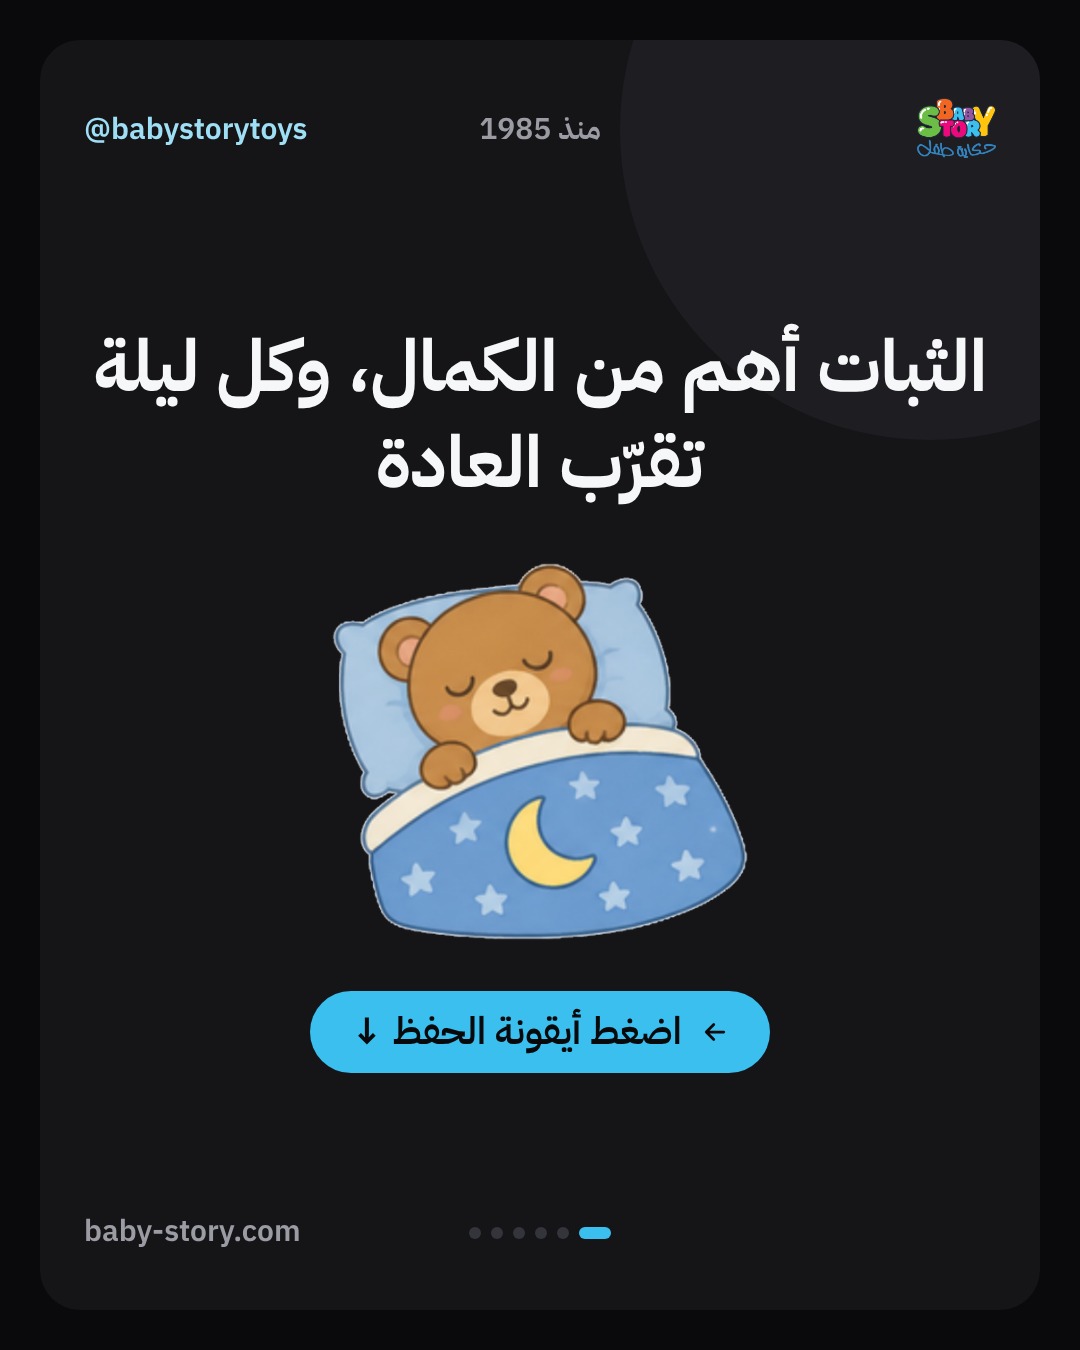 @babystorytoys
منذ 1985
BABY STORY
حكاية طفل
الثبات أهم من الكمال، وكل ليلة
تقرّب العادة
← اضغط أيقونة الحفظ ↓
baby-story.com